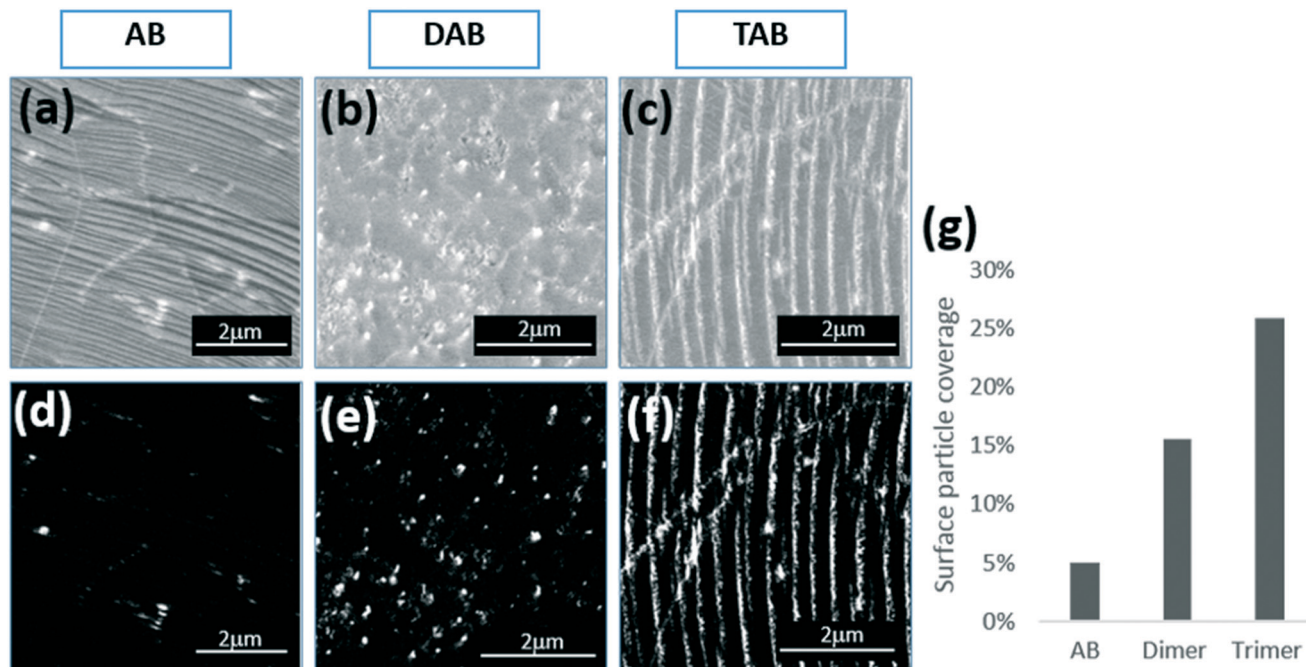 AB
DAB
TAB
(a)
(b)
(c)
2μm
2μm
2μm
(d)
(e)
(f)
2μm
2μm
2μm
(g)
Surface particle coverage
30%
25%
20%
15%
10%
5%
0%
AB Dimer Trimer